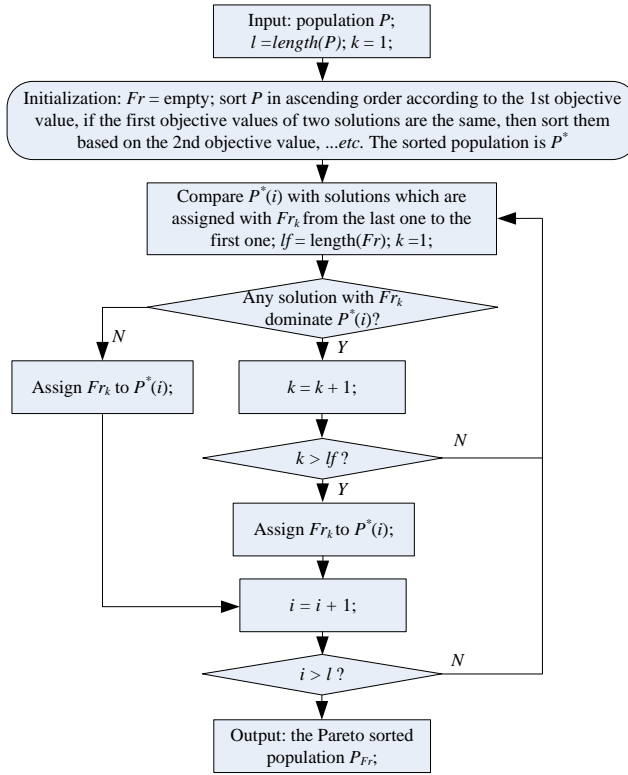 Input: population P;
l =length(P); k = 1;
Initialization: Fr = empty; sort P in ascending order according to the 1st objective
value, if the first objective values of two solutions are the same, then sort them
based on the 2nd objective value, ...etc. The sorted population is P*
Compare P*(i) with solutions which are
assigned with Frₖ from the last one to the
first one; lf = length(Fr); k =1;
Any solution with Frₖ
dominate P*(i)?
N
Y
Assign Frₖ to P*(i);
k = k + 1;
k > lf ?
N
Y
Assign Frₖ to P*(i);
i = i + 1;
i > l ?
N
Y
Output: the Pareto sorted
population P_Fr;